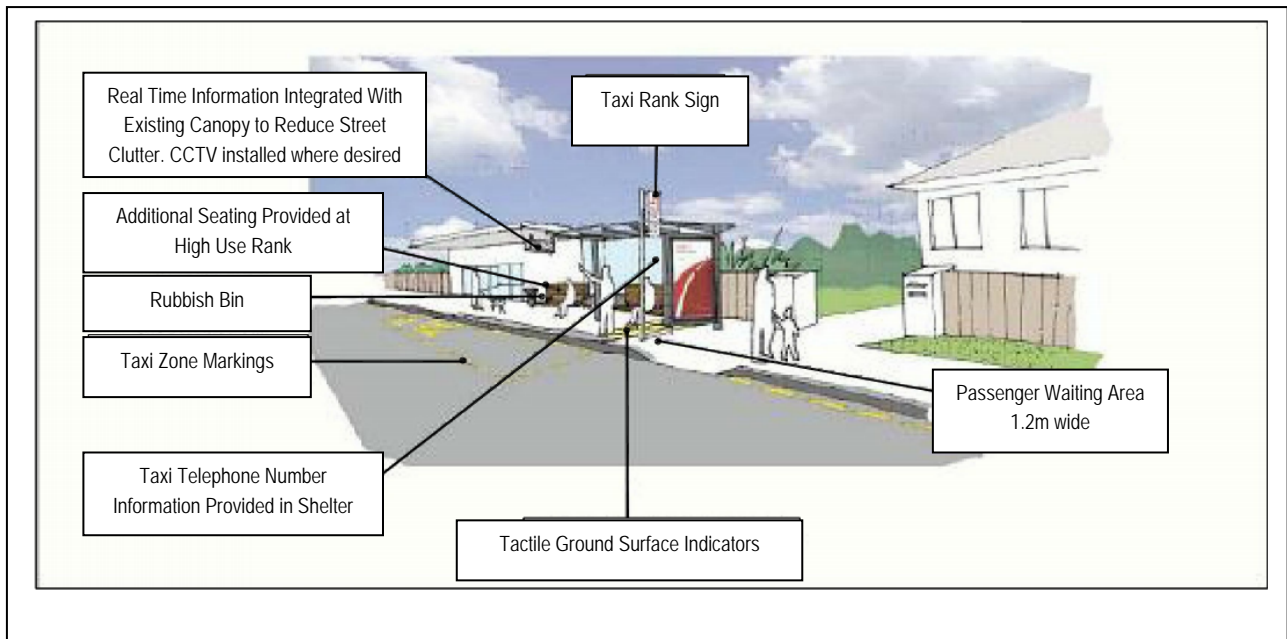 Real Time Information Integrated With
Existing Canopy to Reduce Street
Clutter. CCTV installed where desired
Taxi Rank Sign
Additional Seating Provided at
High Use Rank
Rubbish Bin
Taxi Zone Markings
Passenger Waiting Area
1.2m wide
Taxi Telephone Number
Information Provided in Shelter
Tactile Ground Surface Indicators